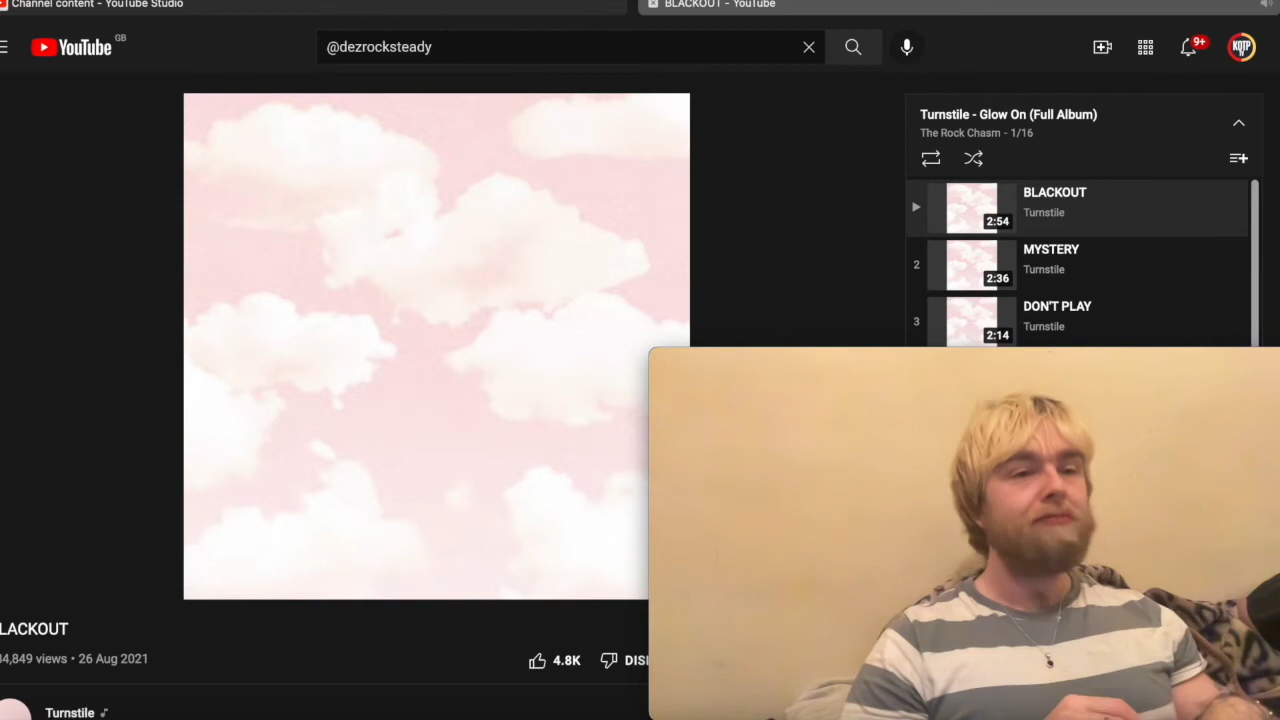 Channel content - YouTube Studio
BLACKOUT - YouTube
YouTube GB
@dezrocksteady
9+
KOTP
TV
Turnstile - Glow On (Full Album)
The Rock Chasm - 1/16
BLACKOUT
Turnstile
2:54
2
MYSTERY
Turnstile
2:36
3
DON'T PLAY
Turnstile
2:14
LACKOUT
4,849 views • 26 Aug 2021
4.8K
DISL
Turnstile